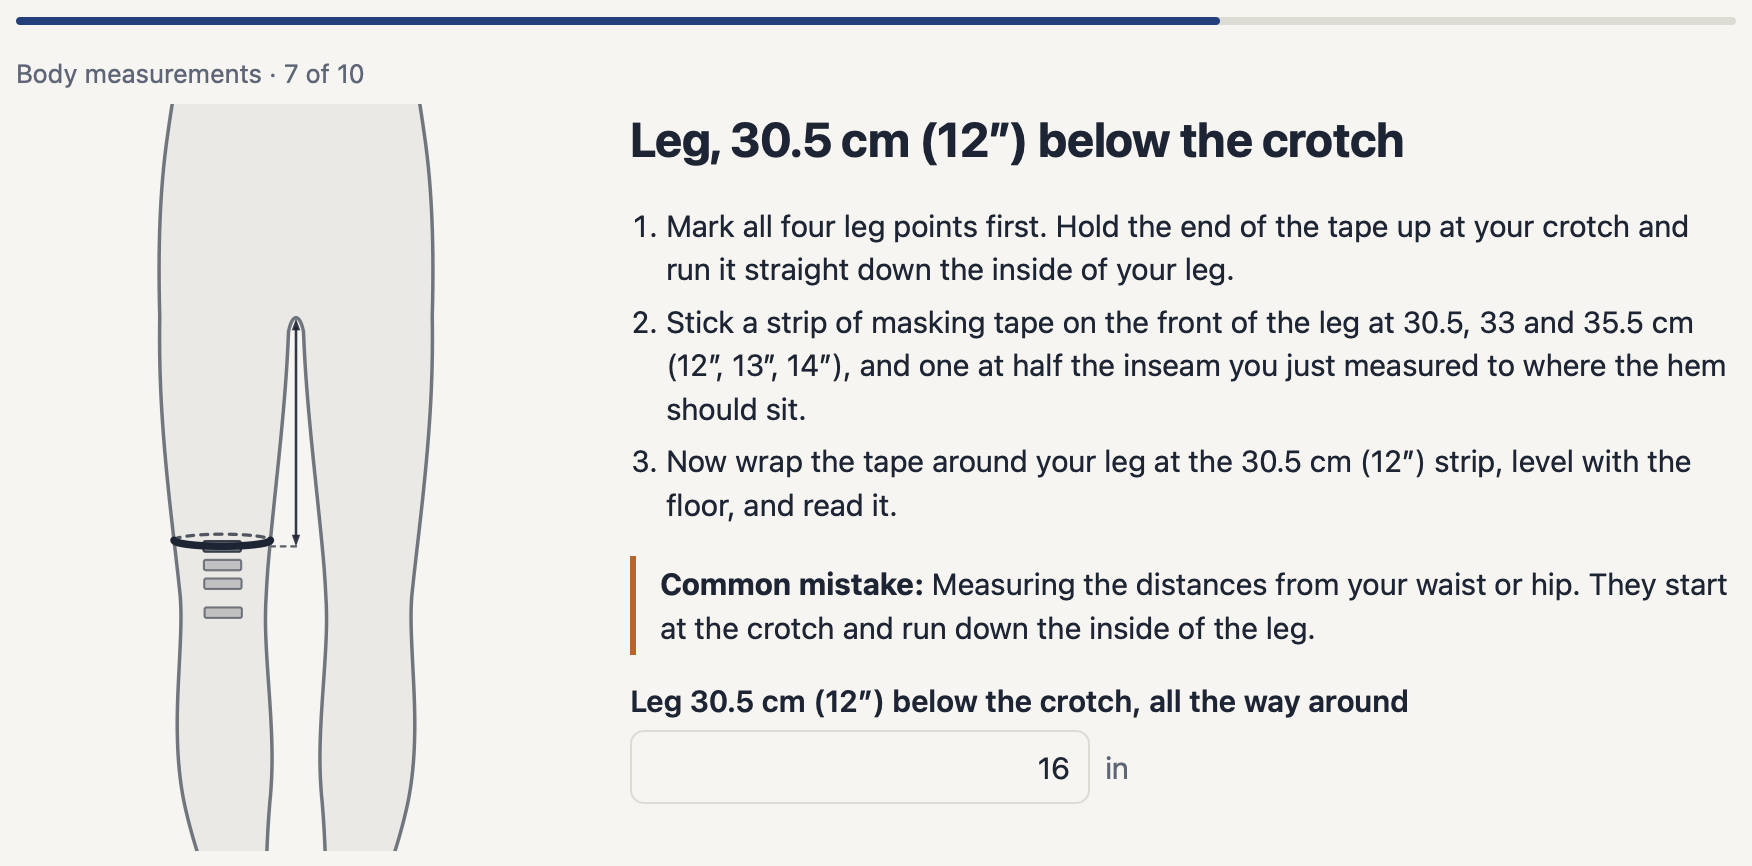 Body measurements · 7 of 10
Leg, 30.5 cm (12″) below the crotch
1. Mark all four leg points first. Hold the end of the tape up at your crotch and
run it straight down the inside of your leg.
2. Stick a strip of masking tape on the front of the leg at 30.5, 33 and 35.5 cm
(12″, 13″, 14″), and one at half the inseam you just measured to where the hem
should sit.
3. Now wrap the tape around your leg at the 30.5 cm (12″) strip, level with the
floor, and read it.
Common mistake: Measuring the distances from your waist or hip. They start
at the crotch and run down the inside of the leg.
Leg 30.5 cm (12″) below the crotch, all the way around
16 in